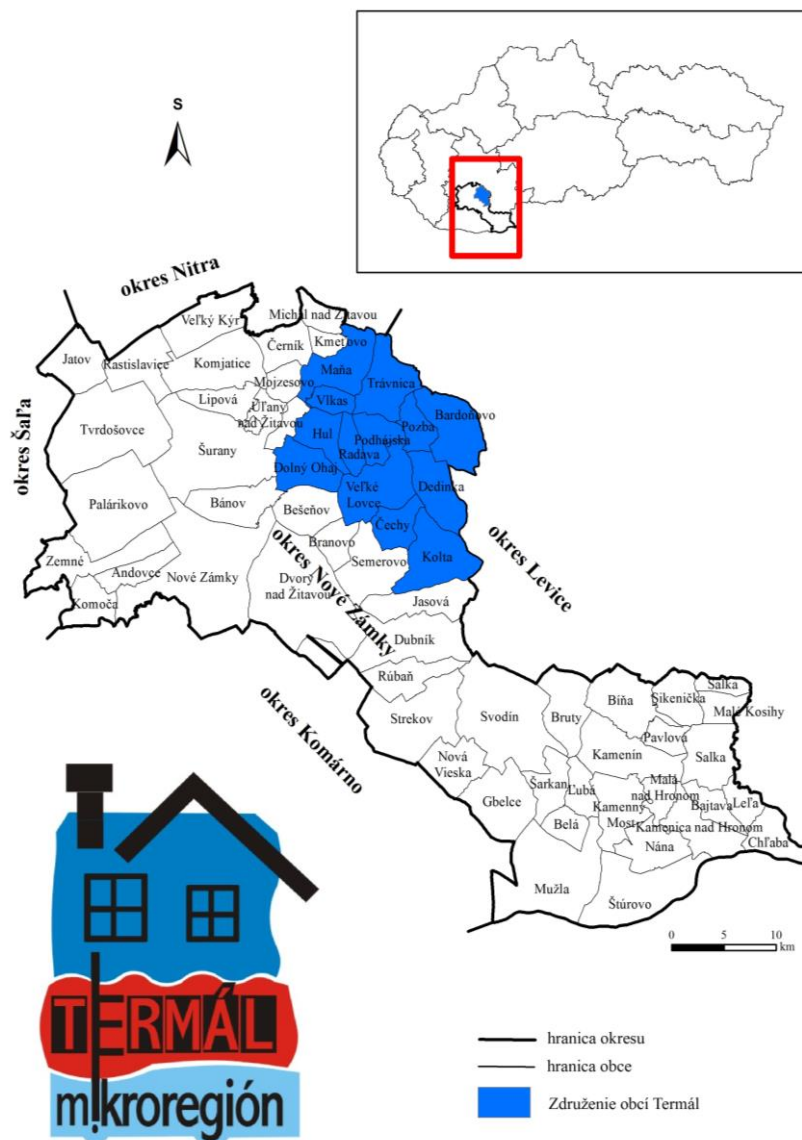 S
okres Nitra
Michal nad Žitavou
Veľký Kýr
Kmeťovo
Černík
Jatov
Rastislavice
Komjatice
Maňa
Trávnica
Mojzesovo
Lipová
Vlkas
Úľany
nad Žitavou
Bardoňovo
okres Šaľa
Tvrdošovce
Hul
Pozba
Podhájska
Šurany
Radava
Dolný Ohaj
Veľké
Lovce
Dedinka
Palárikovo
Bánov
Bešeňov
Čechy
okres Levice
Branovo
Zemné
Andovce
Nové Zámky
Semerovo
Kolta
okres Nové Zámky
Dvory
nad Žitavou
Komoča
Jasová
Dubník
Rúbaň
okres Komárno
Strekov
Svodín
Bruty
Bíňa
Sikenička
Salka
Malé Kosihy
Pavlová
Kamenín
Salka
Nová
Vieska
Gbelce
Šarkan
Ľubá
Malá
nad Hronom
Kamenný
Most
Bajtava
Leľa
Belá
Kamenica nad Hronom
Nána
Chľaba
Mužla
Štúrovo
0 5 10
km
TERMÁL
mikroregión
hranica okresu
hranica obce
Združenie obcí Termál